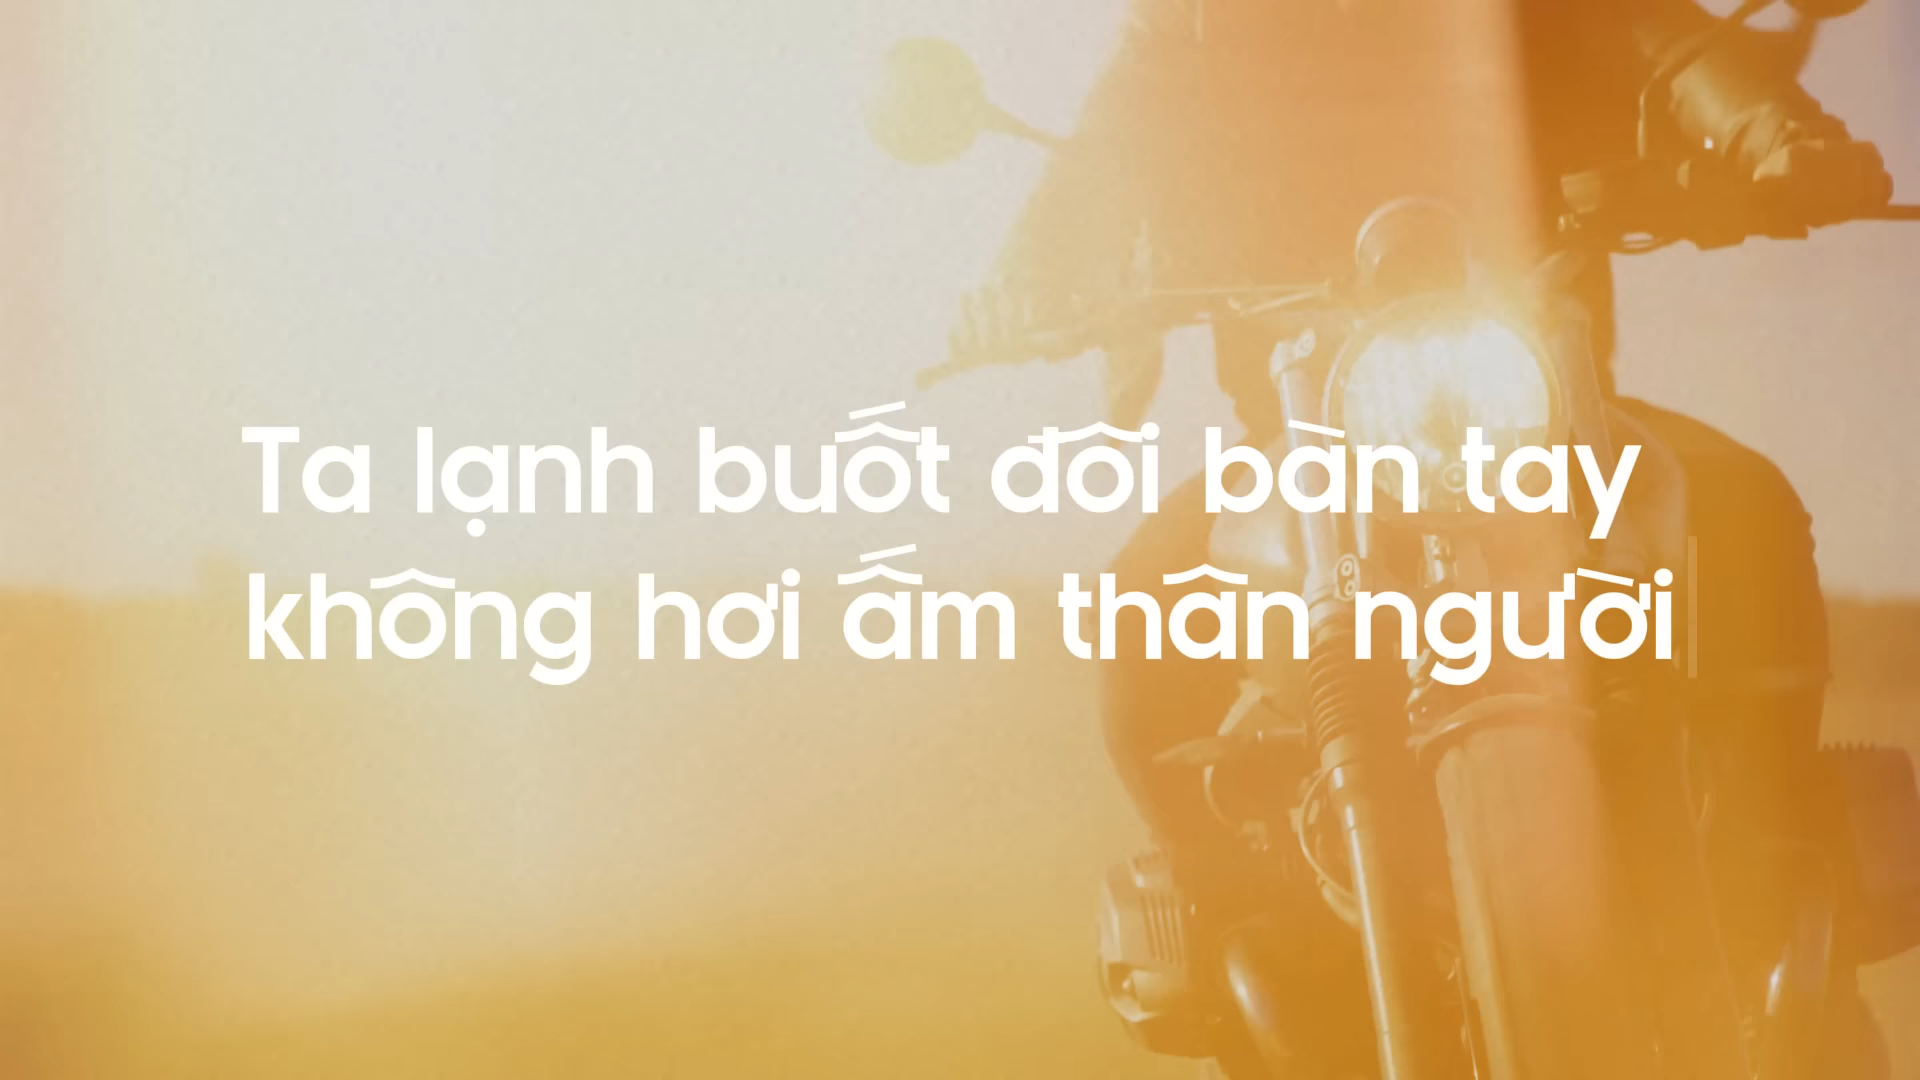 Ta lạnh buốt đôi bàn tay
không hơi ấm thân người